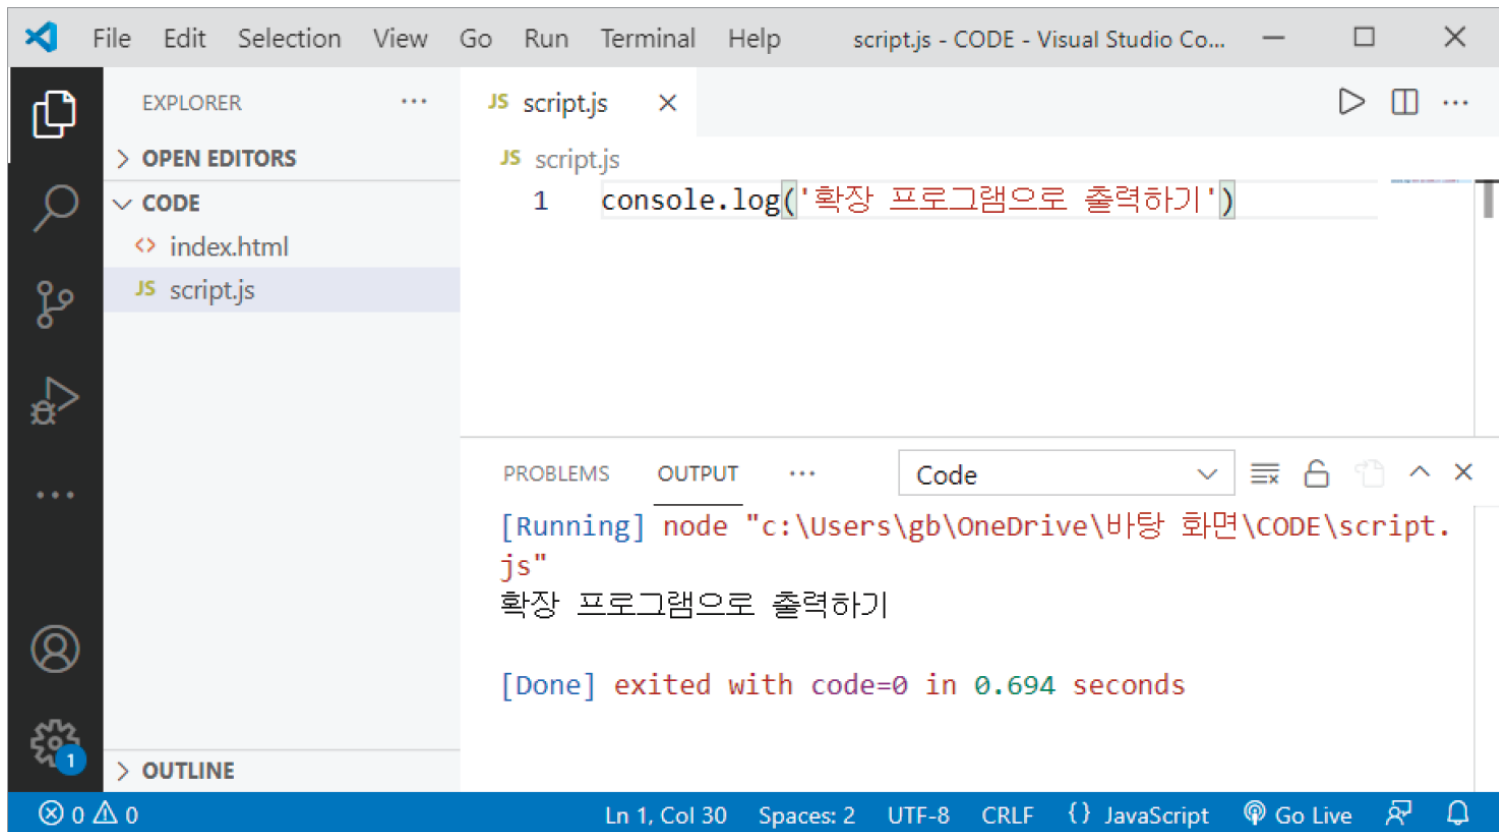 File Edit Selection View Go Run Terminal Help script.js - CODE - Visual Studio Co...
EXPLORER ...
OPEN EDITORS
CODE
<> index.html
JS script.js
OUTLINE
JS script.js
JS script.js
1 console.log('확장 프로그램으로 출력하기')
PROBLEMS OUTPUT ... Code
[Running] node "c:\Users\gb\OneDrive\바탕 화면\CODE\script.
js"
확장 프로그램으로 출력하기
[Done] exited with code=0 in 0.694 seconds
1
0 0 Ln 1, Col 30 Spaces: 2 UTF-8 CRLF {} JavaScript Go Live